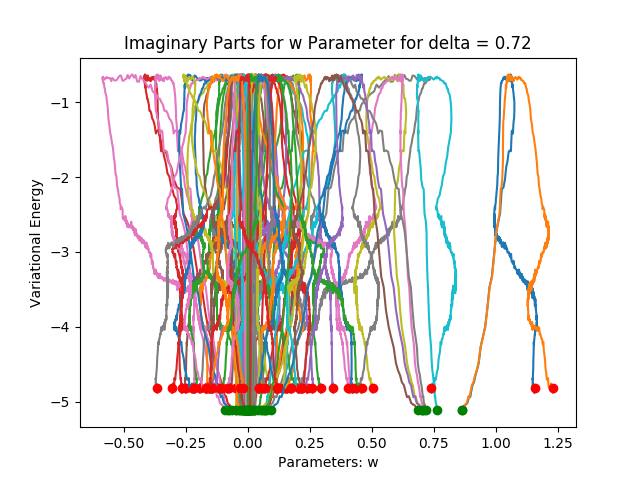 Imaginary Parts for w Parameter for delta = 0.72
Variational Energy
−1
−2
−3
−4
−5
−0.50 −0.25 0.00 0.25 0.50 0.75 1.00 1.25
Parameters: w